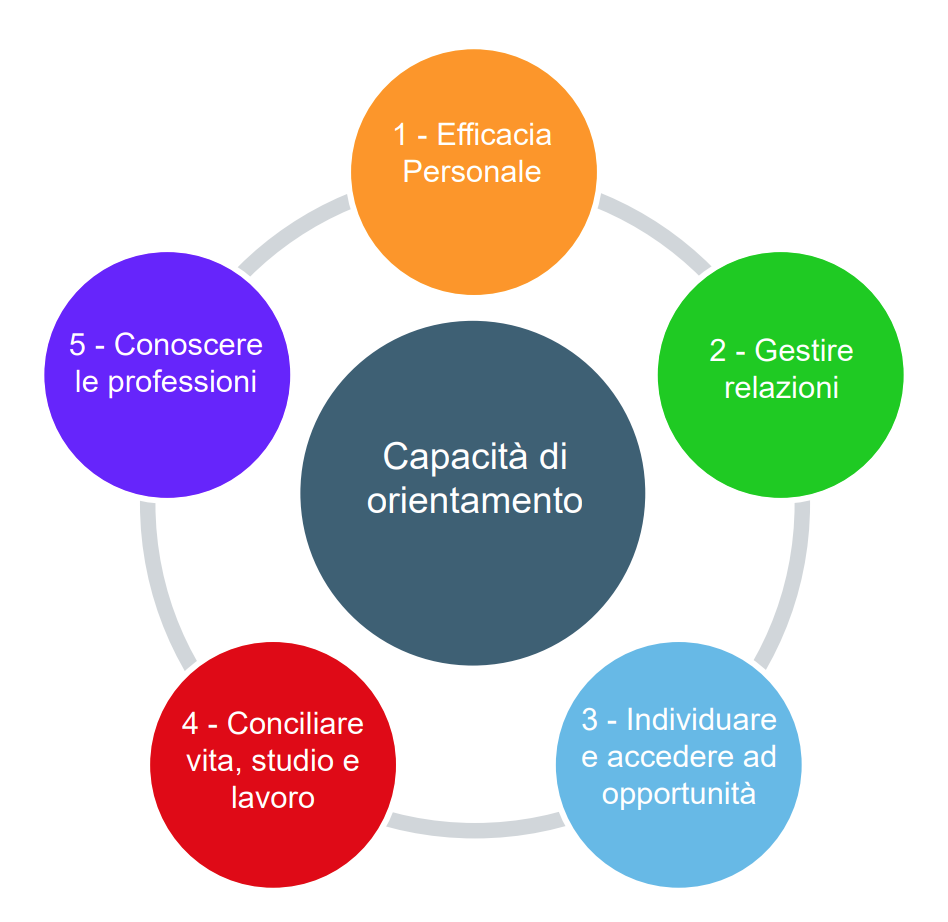 1 - Efficacia
Personale
2 - Gestire
relazioni
3 - Individuare
e accedere ad
opportunità
4 - Conciliare
vita, studio e
lavoro
5 - Conoscere
le professioni
Capacità di
orientamento